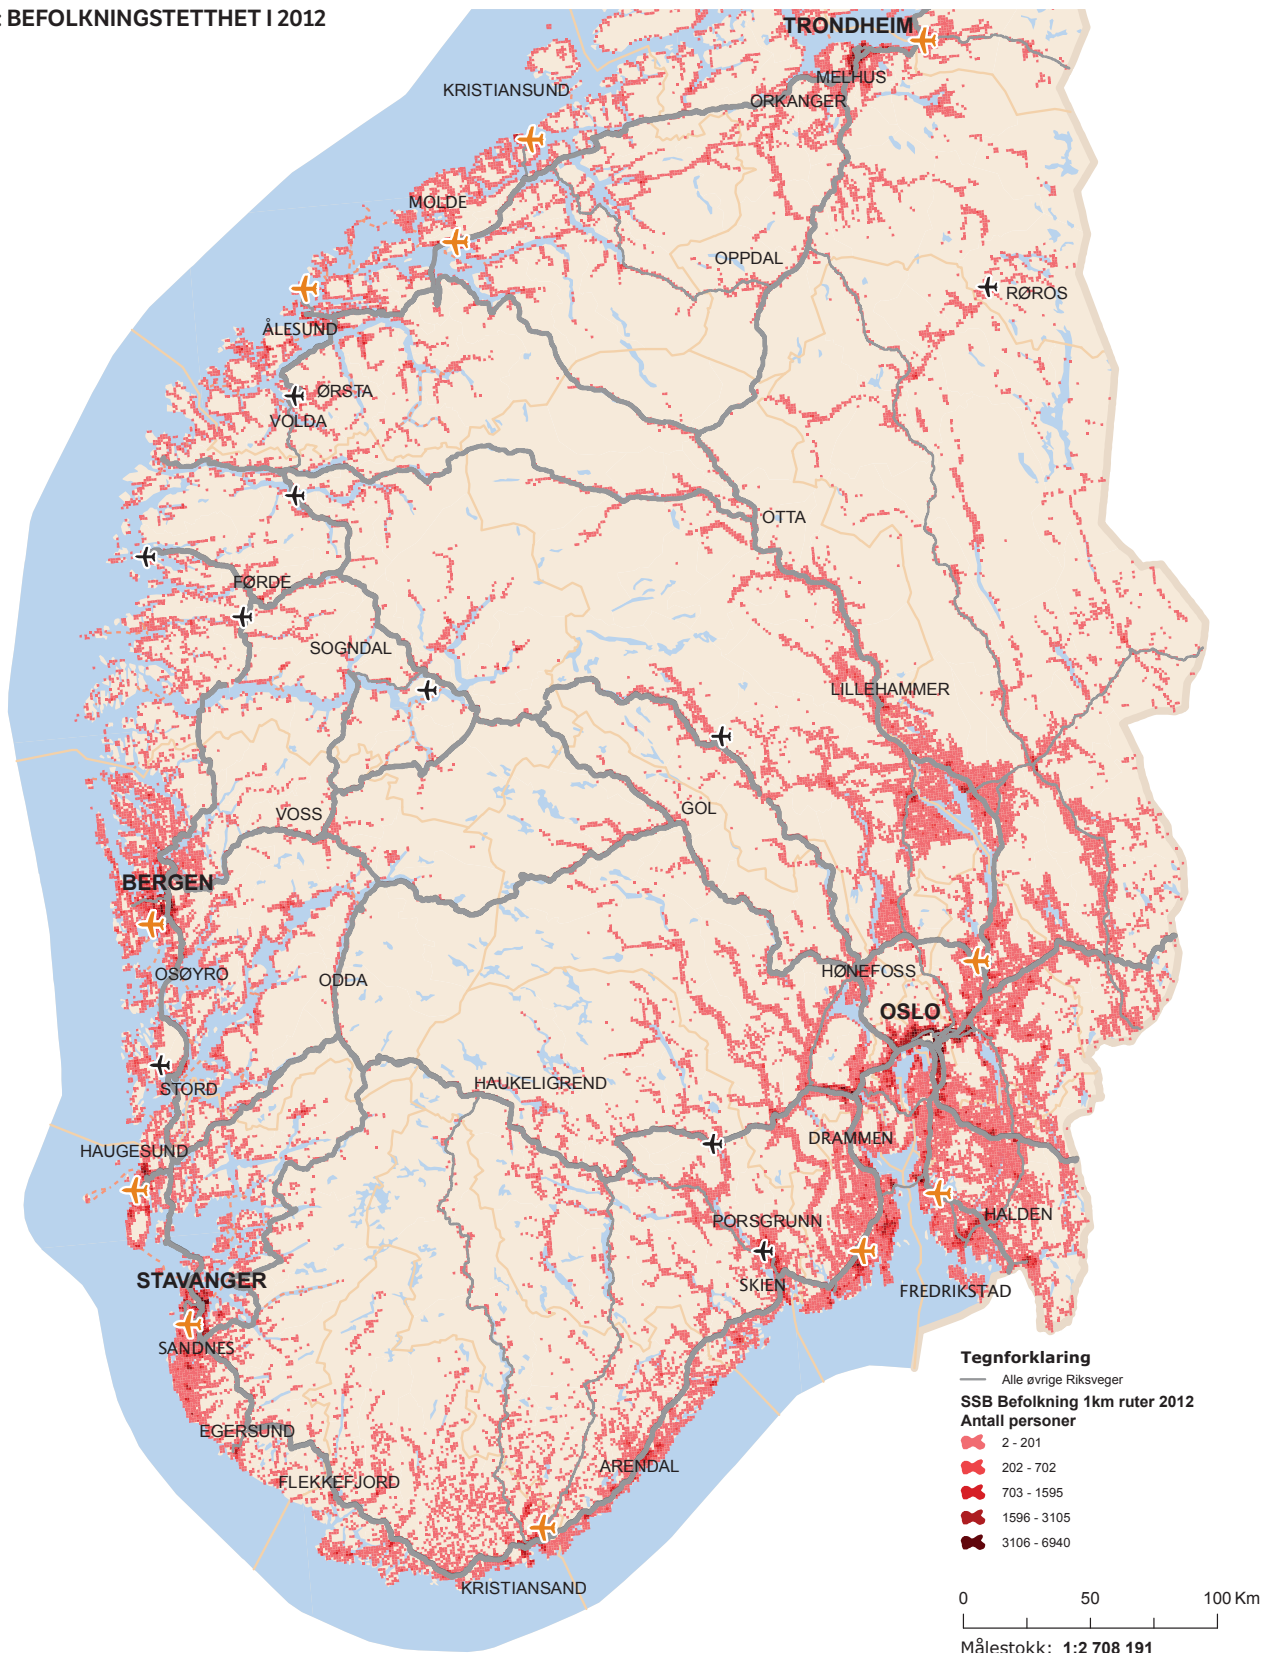 : BEFOLKNINGSTETTHET I 2012
TRONDHEIM
MELHUS
KRISTIANSUND
ORKANGER
MOLDE
OPPDAL
RØROS
ÅLESUND
ØRSTA
VOLDA
OTTA
FØRDE
SOGNDAL
LILLEHAMMER
VOSS
GOL
BERGEN
OSØYRO
ODDA
HØNEFOSS
OSLO
STORD
HAUKELIGREND
HAUGESUND
DRAMMEN
PORSGRUNN
HALDEN
STAVANGER
SKIEN
FREDRIKSTAD
SANDNES
EGERSUND
ARENDAL
FLEKKEFJORD
KRISTIANSAND
Tegnforklaring
Alle øvrige Riksveger
SSB Befolkning 1km ruter 2012
Antall personer
2 - 201
202 - 702
703 - 1595
1596 - 3105
3106 - 6940
0 50 100 Km
Målestokk: 1:2 708 191